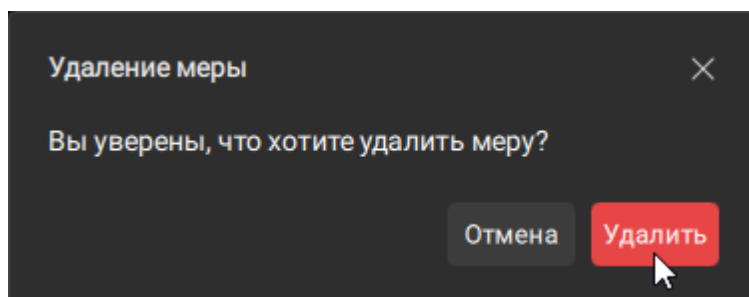 Удаление меры
Вы уверены, что хотите удалить меру?
Отмена Удалить